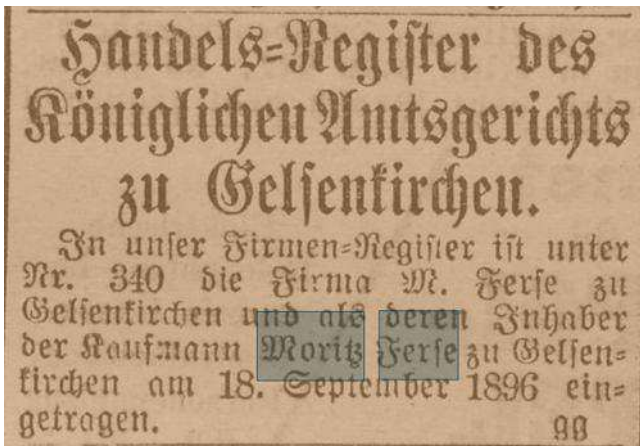 Handels-Register des
Königlichen Amtsgerichts
zu Gelsenkirchen.
In unser Firmen-Register ist unter
Nr. 340 die Firma M. Ferse zu
Gelsenkirchen und als deren Inhaber
der Kaufmann Moritz Ferse zu Gelsen=
kirchen am 18. September 1896 ein=
getragen. gg